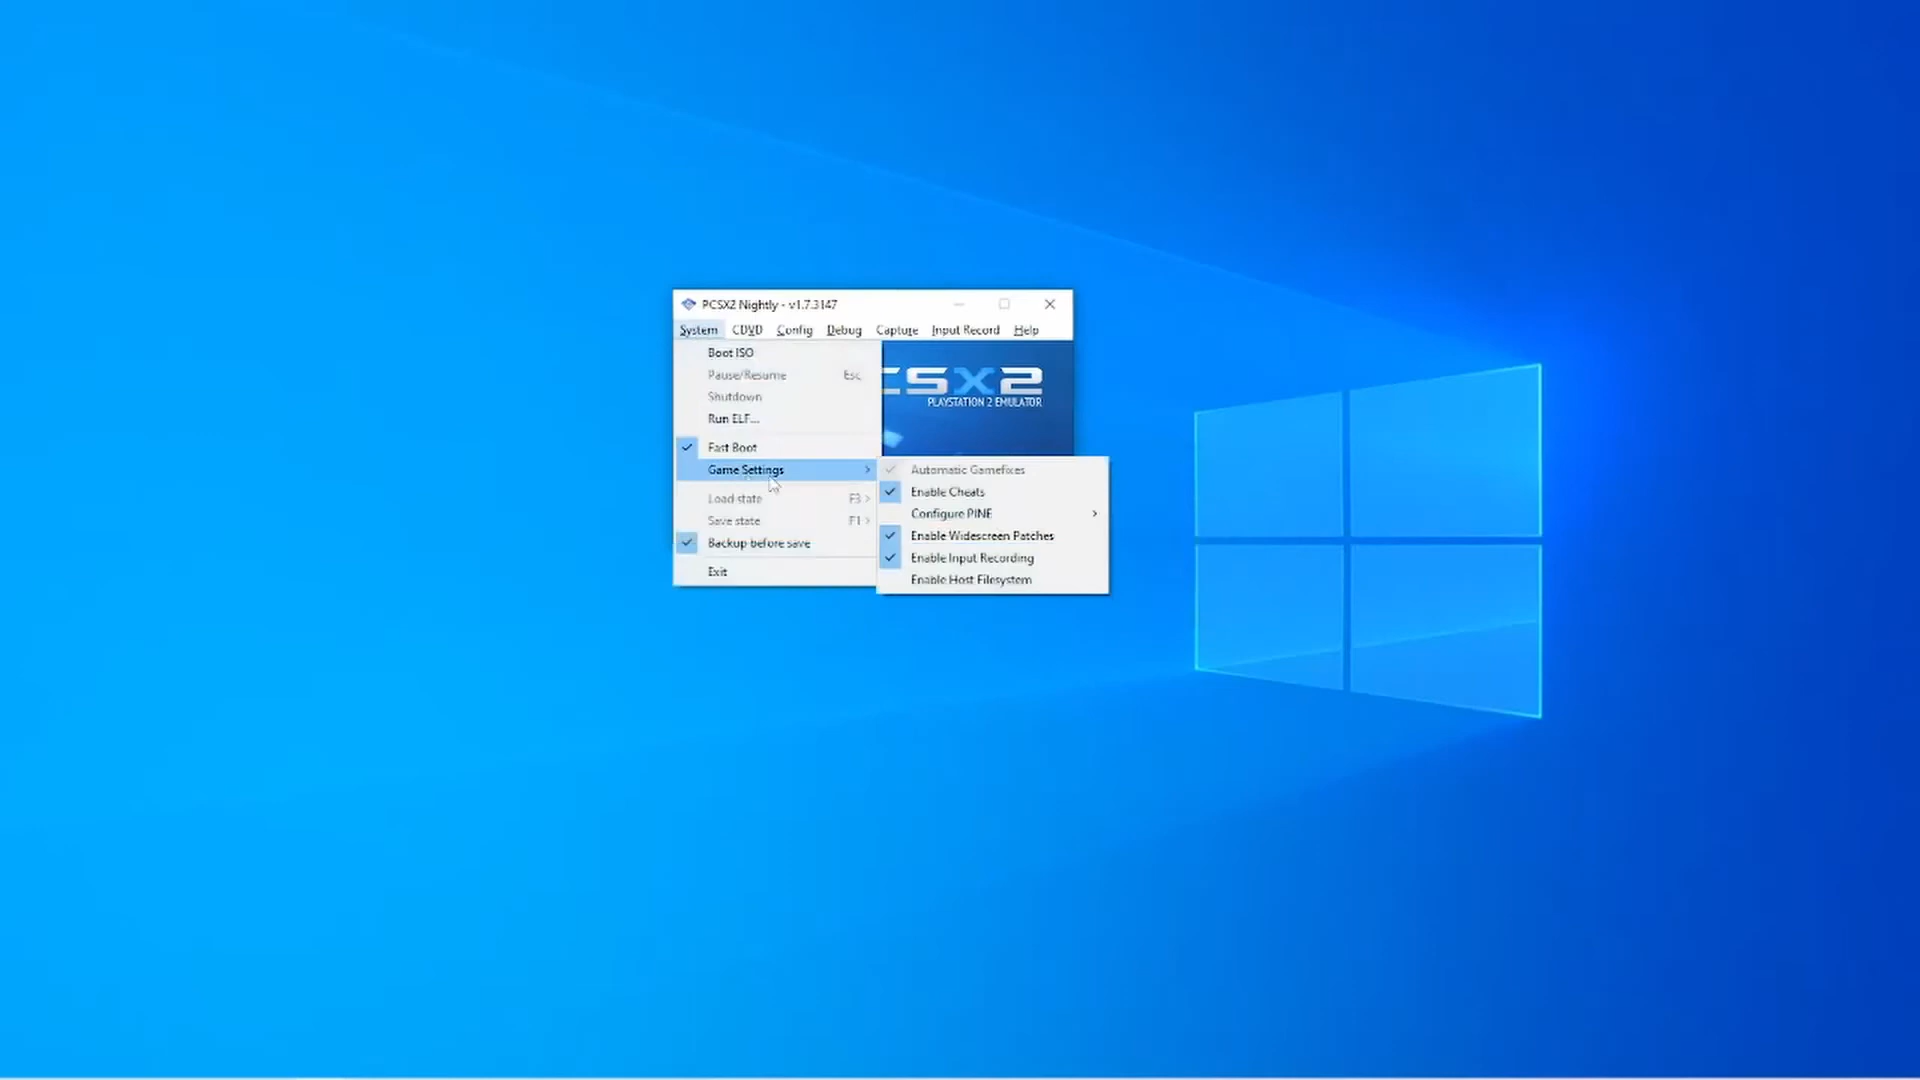 PCSX2 Nightly - v1.7.3147
System CDVD Config Debug Capture Input Record Help
Boot ISO
Pause/Resume Esc
Shutdown
Run ELF...
CSX2
PLAYSTATION 2 EMULATOR
Fast Boot
Game Settings
Load state F3
Save state F1
Backup before save
Exit
Automatic Gamefixes
Enable Cheats
Configure PINE
Enable Widescreen Patches
Enable Input Recording
Enable Host Filesystem